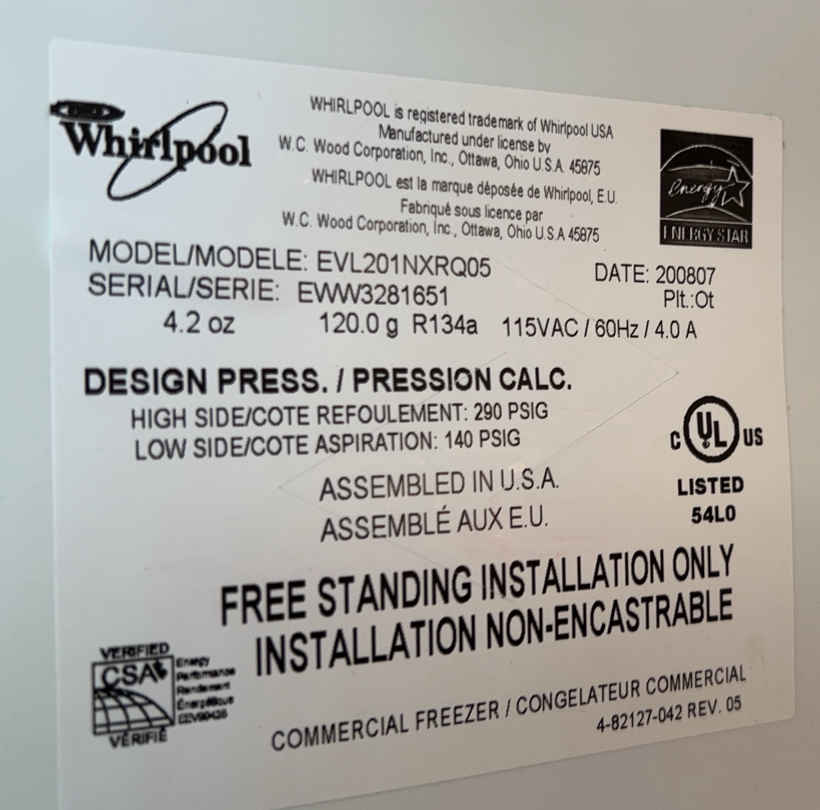 Whirlpool
WHIRLPOOL is registered trademark of Whirlpool USA
Manufactured under license by
W.C. Wood Corporation, Inc., Ottawa, Ohio U.S.A. 45875
WHIRLPOOL est la marque déposée de Whirlpool, E.U.
Fabriqué sous licence par
W.C. Wood Corporation, Inc., Ottawa, Ohio U.S.A 45875
energy
ENERGY STAR
MODEL/MODELE: EVL201NXRQ05
DATE: 200807
SERIAL/SERIE: EWW3281651
Plt.:Ot
4.2 oz 120.0 g R134a 115VAC / 60Hz / 4.0 A
DESIGN PRESS. / PRESSION CALC.
HIGH SIDE/COTE REFOULEMENT: 290 PSIG
LOW SIDE/COTE ASPIRATION: 140 PSIG
C UL US
LISTED
54L0
ASSEMBLED IN U.S.A.
ASSEMBLÉ AUX E.U.
FREE STANDING INSTALLATION ONLY
INSTALLATION NON-ENCASTRABLE
VERIFIED
CSA
Energy
Performance
Rendement
Énergétique
VÉRIFIÉ
COMMERCIAL FREEZER / CONGELATEUR COMMERCIAL
4-82127-042 REV. 05